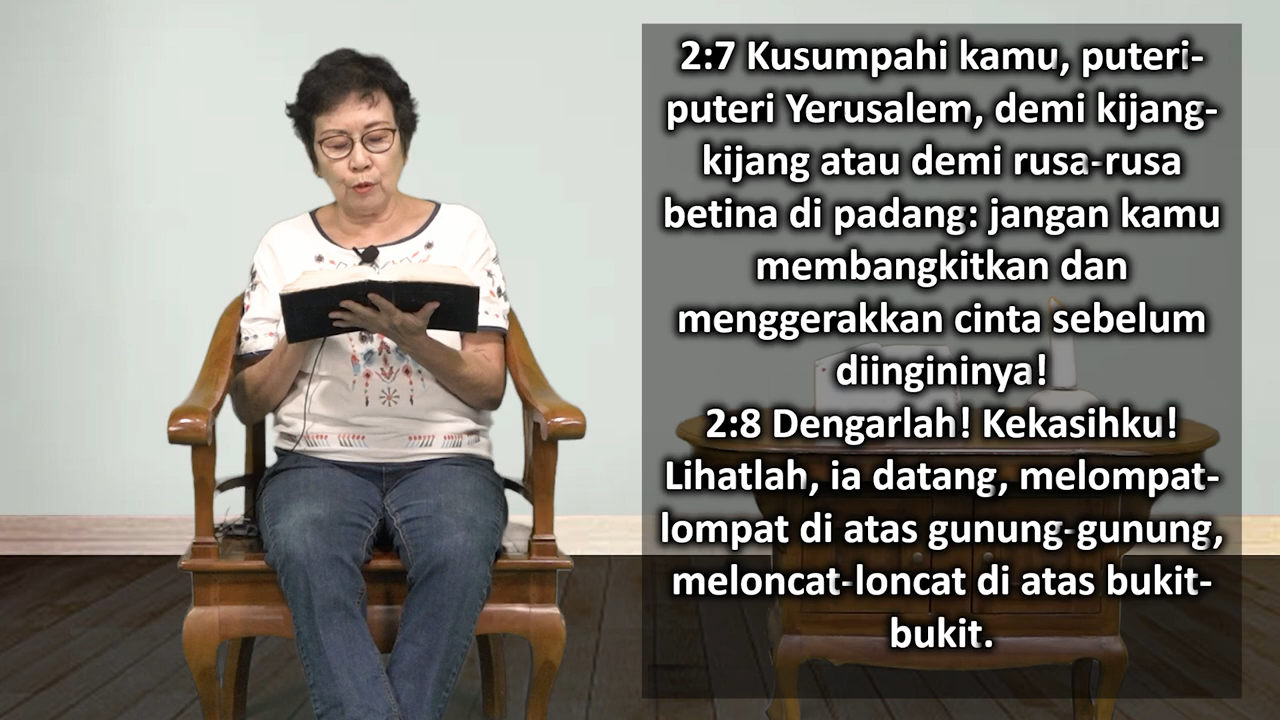 2:7 Kusumpahi kamu, puteri-
puteri Yerusalem, demi kijang-
kijang atau demi rusa-rusa
betina di padang: jangan kamu
membangkitkan dan
menggerakkan cinta sebelum
diingininya!
2:8 Dengarlah! Kekasihku!
Lihatlah, ia datang, melompat-
lompat di atas gunung-gunung,
meloncat-loncat di atas bukit-
bukit.